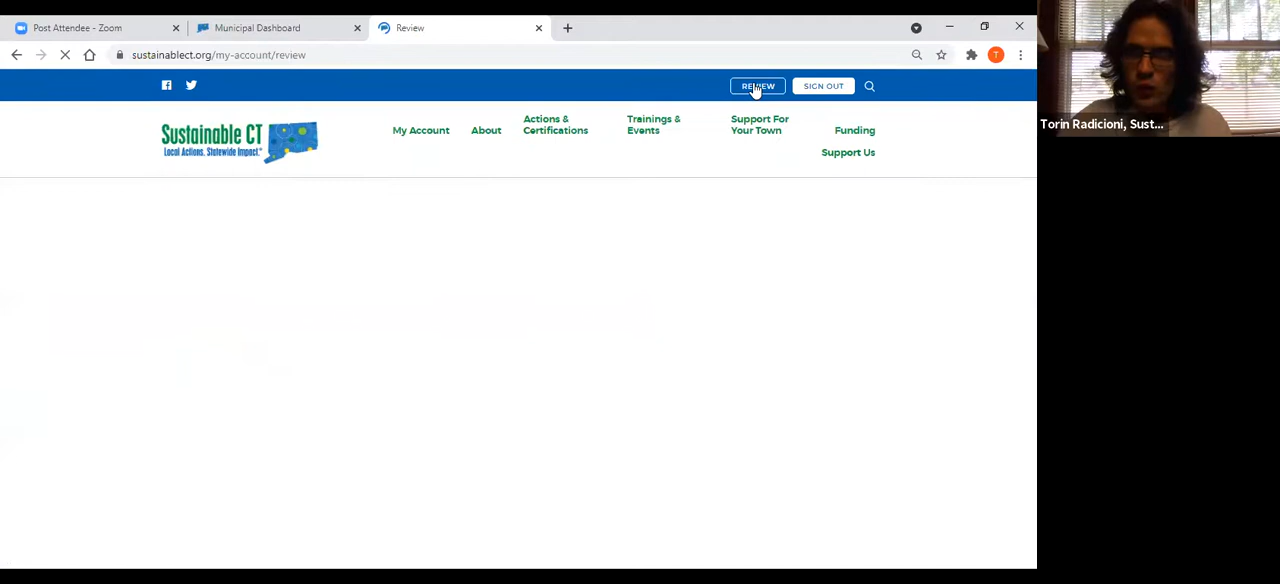 Post Attendee - Zoom
Municipal Dashboard
Review
sustainablect.org/my-account/review
T
REVIEW
SIGN OUT
Sustainable CT
Local Actions. Statewide Impact.®
My Account
About
Actions &
Certifications
Trainings &
Events
Support For
Your Town
Funding
Support Us
Torin Radicioni, Sust...